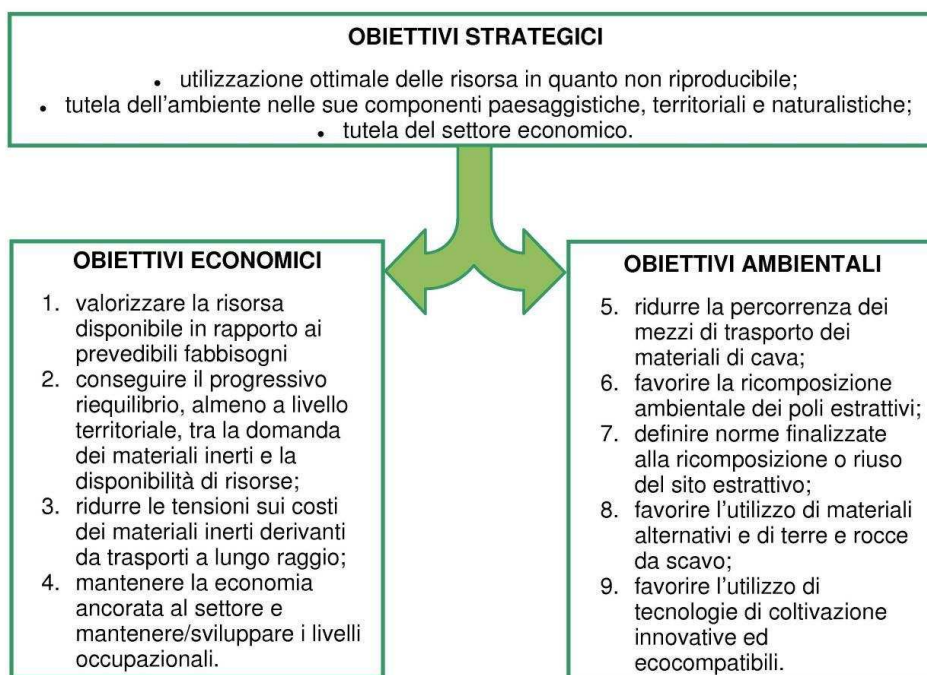 OBIETTIVI STRATEGICI
• utilizzazione ottimale delle risorsa in quanto non riproducibile;
• tutela dell'ambiente nelle sue componenti paesaggistiche, territoriali e naturalistiche;
• tutela del settore economico.
OBIETTIVI ECONOMICI
1. valorizzare la risorsa
disponibile in rapporto ai
prevedibili fabbisogni
2. conseguire il progressivo
riequilibrio, almeno a livello
territoriale, tra la domanda
dei materiali inerti e la
disponibilità di risorse;
3. ridurre le tensioni sui costi
dei materiali inerti derivanti
da trasporti a lungo raggio;
4. mantenere la economia
ancorata al settore e
mantenere/sviluppare i livelli
occupazionali.
OBIETTIVI AMBIENTALI
5. ridurre la percorrenza dei
mezzi di trasporto dei
materiali di cava;
6. favorire la ricomposizione
ambientale dei poli estrattivi;
7. definire norme finalizzate
alla ricomposizione o riuso
del sito estrattivo;
8. favorire l'utilizzo di materiali
alternativi e di terre e rocce
da scavo;
9. favorire l'utilizzo di
tecnologie di coltivazione
innovative ed
ecocompatibili.